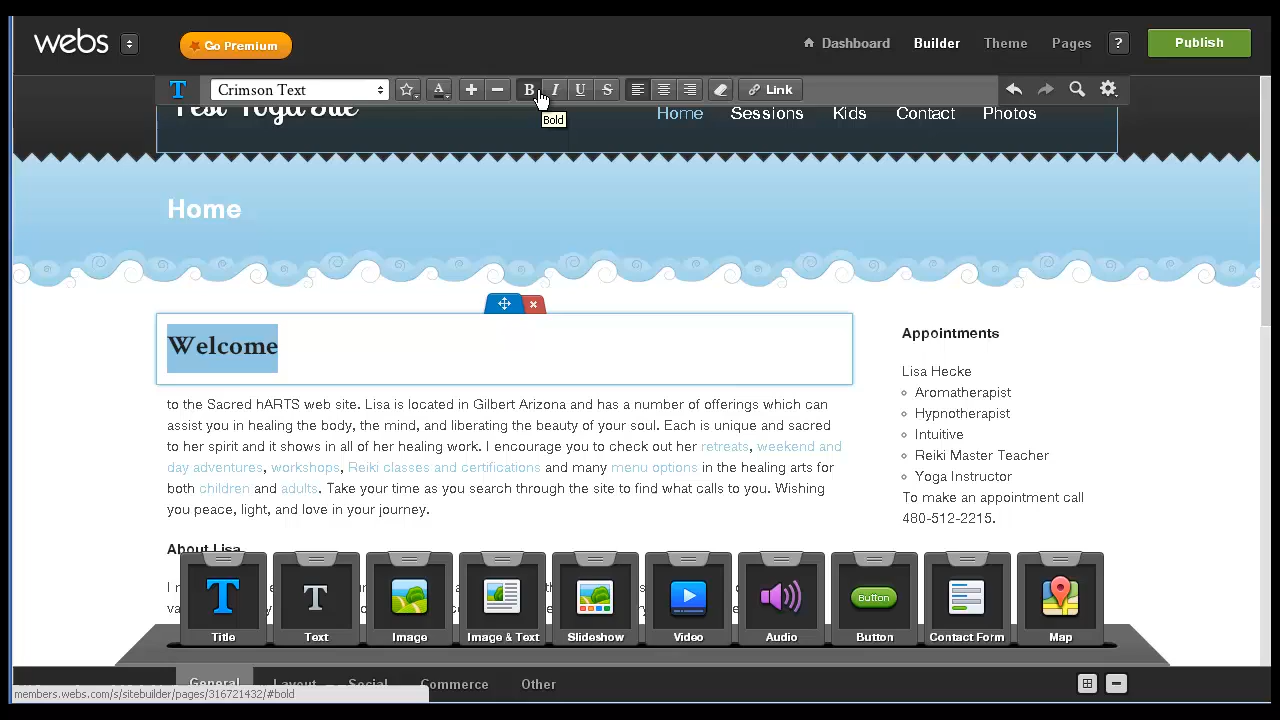 webs
Go Premium
Dashboard
Builder
Theme
Pages
?
Publish
T
Crimson Text
A
B
I
U
S
Link
Bold
Test Yoga Site
Home
Sessions
Kids
Contact
Photos
Home
Welcome
to the Sacred hARTS web site. Lisa is located in Gilbert Arizona and has a number of offerings which can
assist you in healing the body, the mind, and liberating the beauty of your soul. Each is unique and sacred
to her spirit and it shows in all of her healing work. I encourage you to check out her retreats, weekend and
day adventures, workshops, Reiki classes and certifications and many menu options in the healing arts for
both children and adults. Take your time as you search through the site to find what calls to you. Wishing
you peace, light, and love in your journey.
About Lisa
Appointments
Lisa Hecke
Aromatherapist
Hypnotherapist
Intuitive
Reiki Master Teacher
Yoga Instructor
To make an appointment call
480-512-2215.
T
T
Button
Title
Text
Image
Image & Text
Slideshow
Video
Audio
Button
Contact Form
Map
General
Layout
Social
Commerce
Other
members.webs.com/s/sitebuilder/pages/316721432/#bold